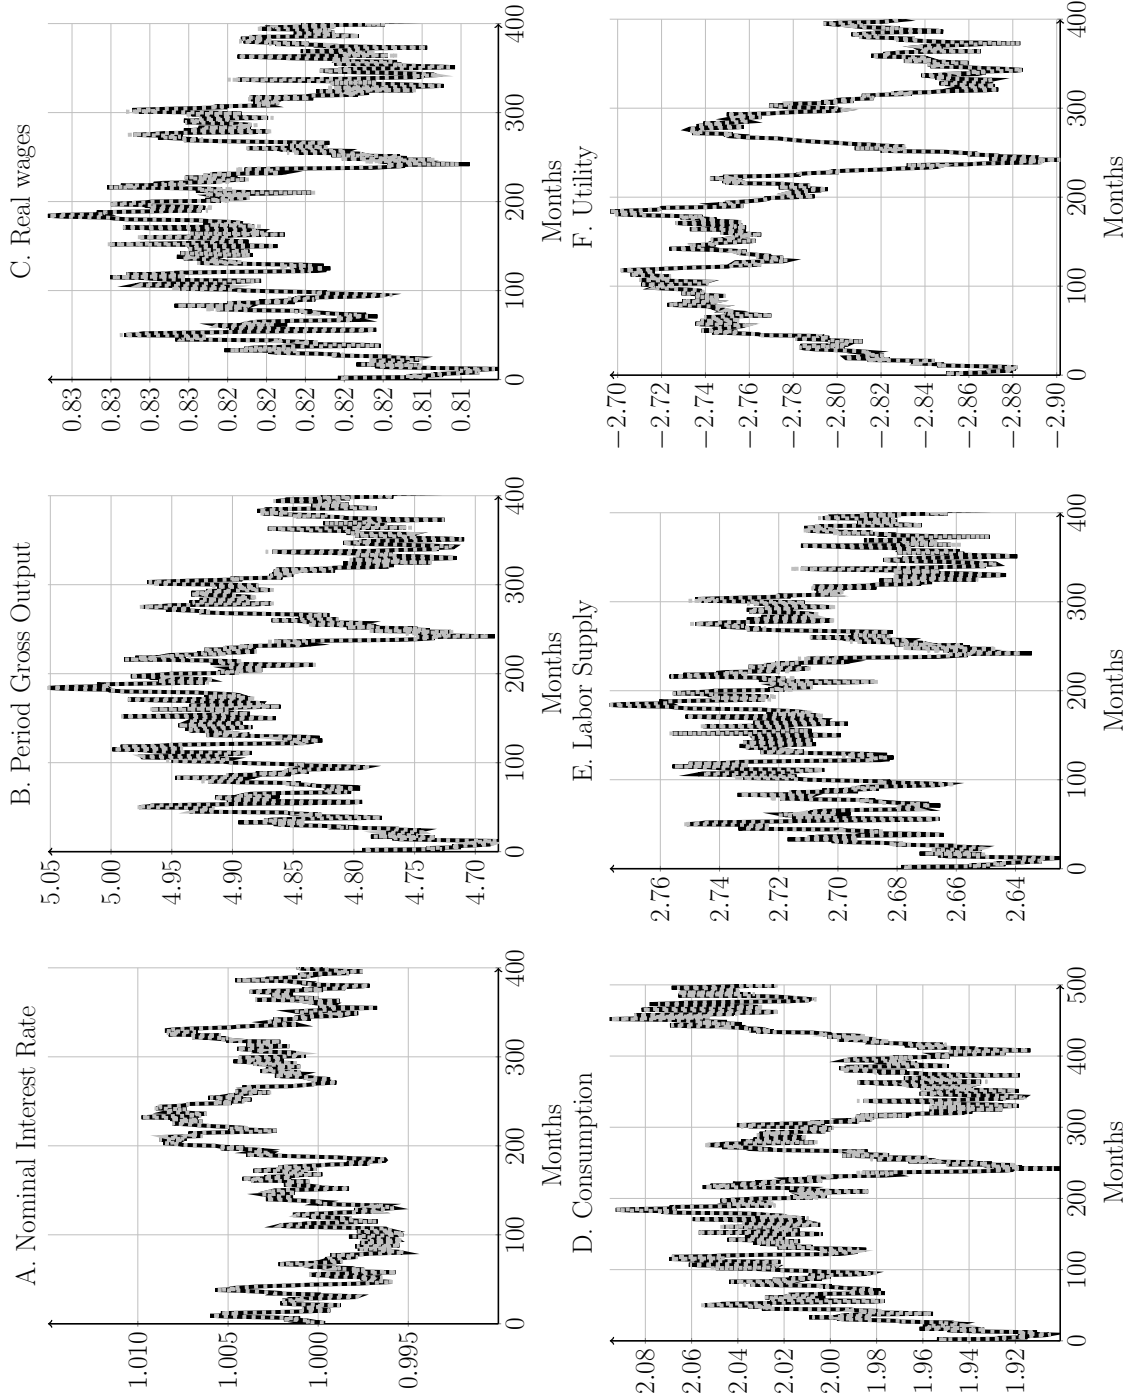 A. Nominal Interest Rate
1.010
1.005
1.000
0.995
0 100 200 300 400
Months
B. Period Gross Output
5.05
5.00
4.95
4.90
4.85
4.80
4.75
4.70
0 100 200 300 400
Months
C. Real wages
0.83
0.83
0.83
0.83
0.82
0.82
0.82
0.82
0.82
0.81
0.81
0 100 200 300 400
Months
D. Consumption
2.08
2.06
2.04
2.02
2.00
1.98
1.96
1.94
1.92
0 100 200 300 400 500
Months
E. Labor Supply
2.76
2.74
2.72
2.70
2.68
2.66
2.64
0 100 200 300 400
Months
F. Utility
−2.70
−2.72
−2.74
−2.76
−2.78
−2.80
−2.82
−2.84
−2.86
−2.88
−2.90
0 100 200 300 400
Months